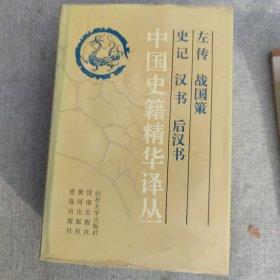 左传 战国策
史记 汉书 后汉书
中国史籍精华译丛
山东大学出版社
济南出版社
黄河出版社
青岛出版社